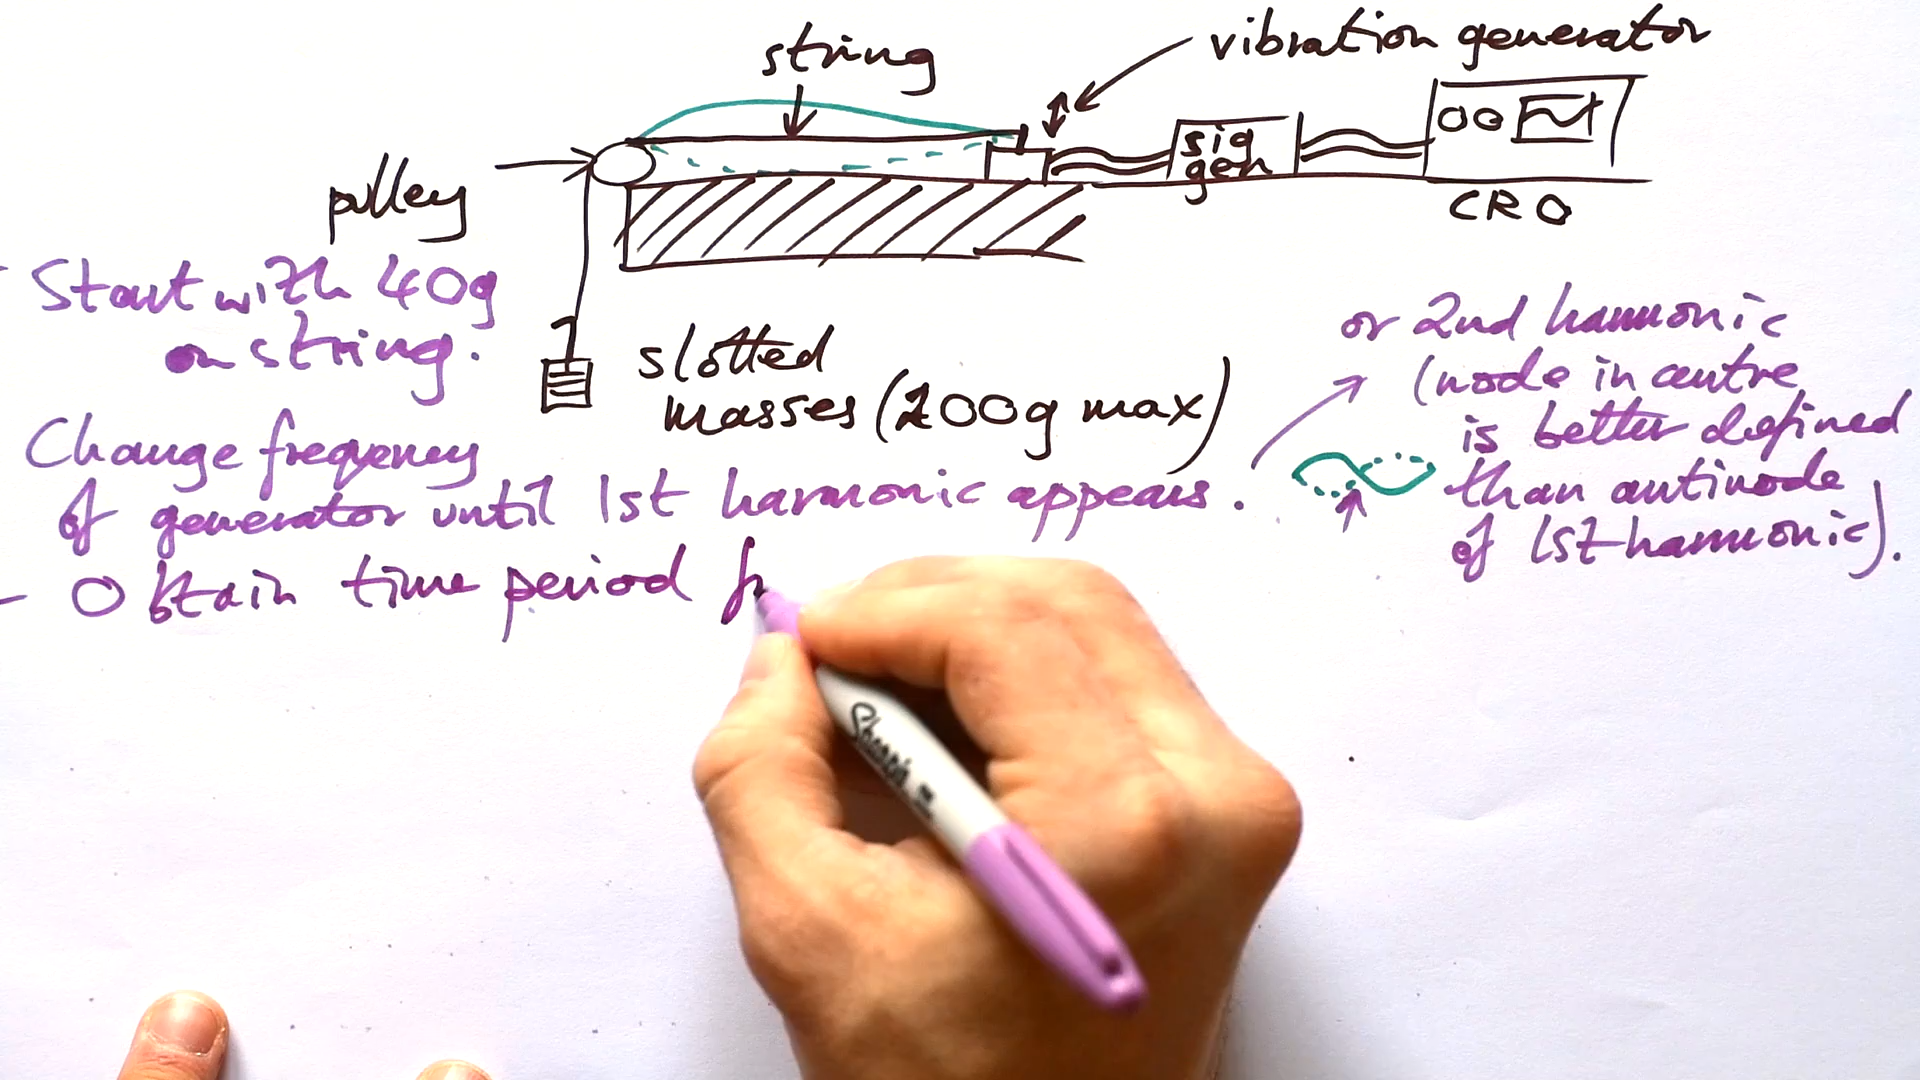 string
vibration generator
pulley
sig
gen
CRO
- Start with 40g
on string.
slotted
masses (200g max)
Change frequency
of generator until 1st harmonic appears.
or 2nd harmonic
(node in centre
is better defined
than antinode
of 1st harmonic).
- Obtain time period fr
Sharpie